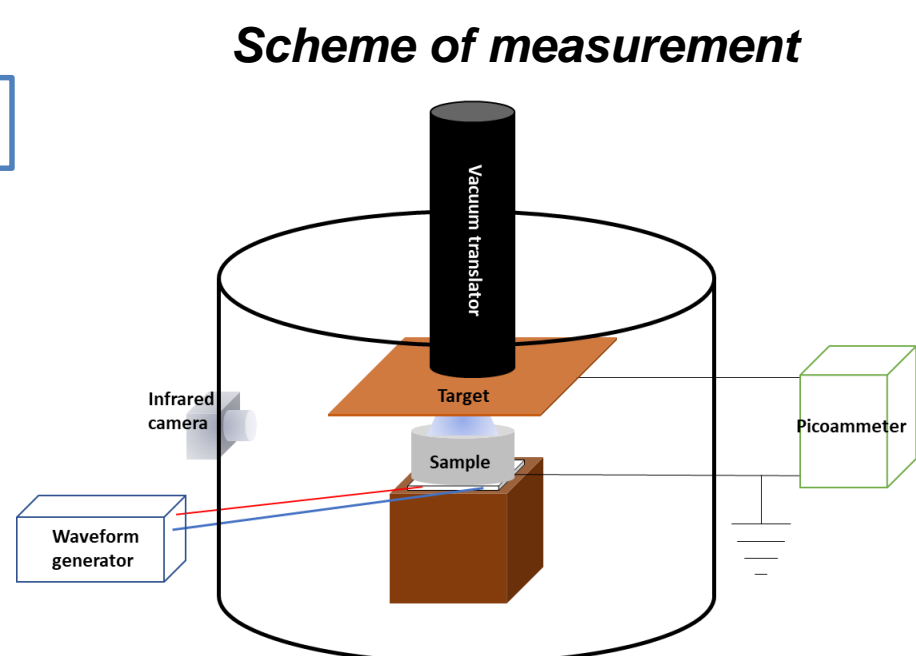 Scheme of measurement
Vacuum translator
Infrared
camera
Target
Picoammeter
Sample
Waveform
generator